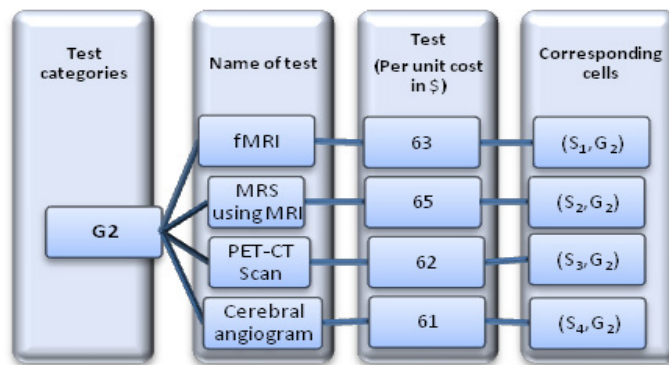 Test
categories
Name of test
Test
(Per unit cost
in $)
Corresponding
cells
G2
fMRI
63
(S₁,G₂)
MRS
using MRI
65
(S₂,G₂)
PET-CT
Scan
62
(S₃,G₂)
Cerebral
angiogram
61
(S₄,G₂)